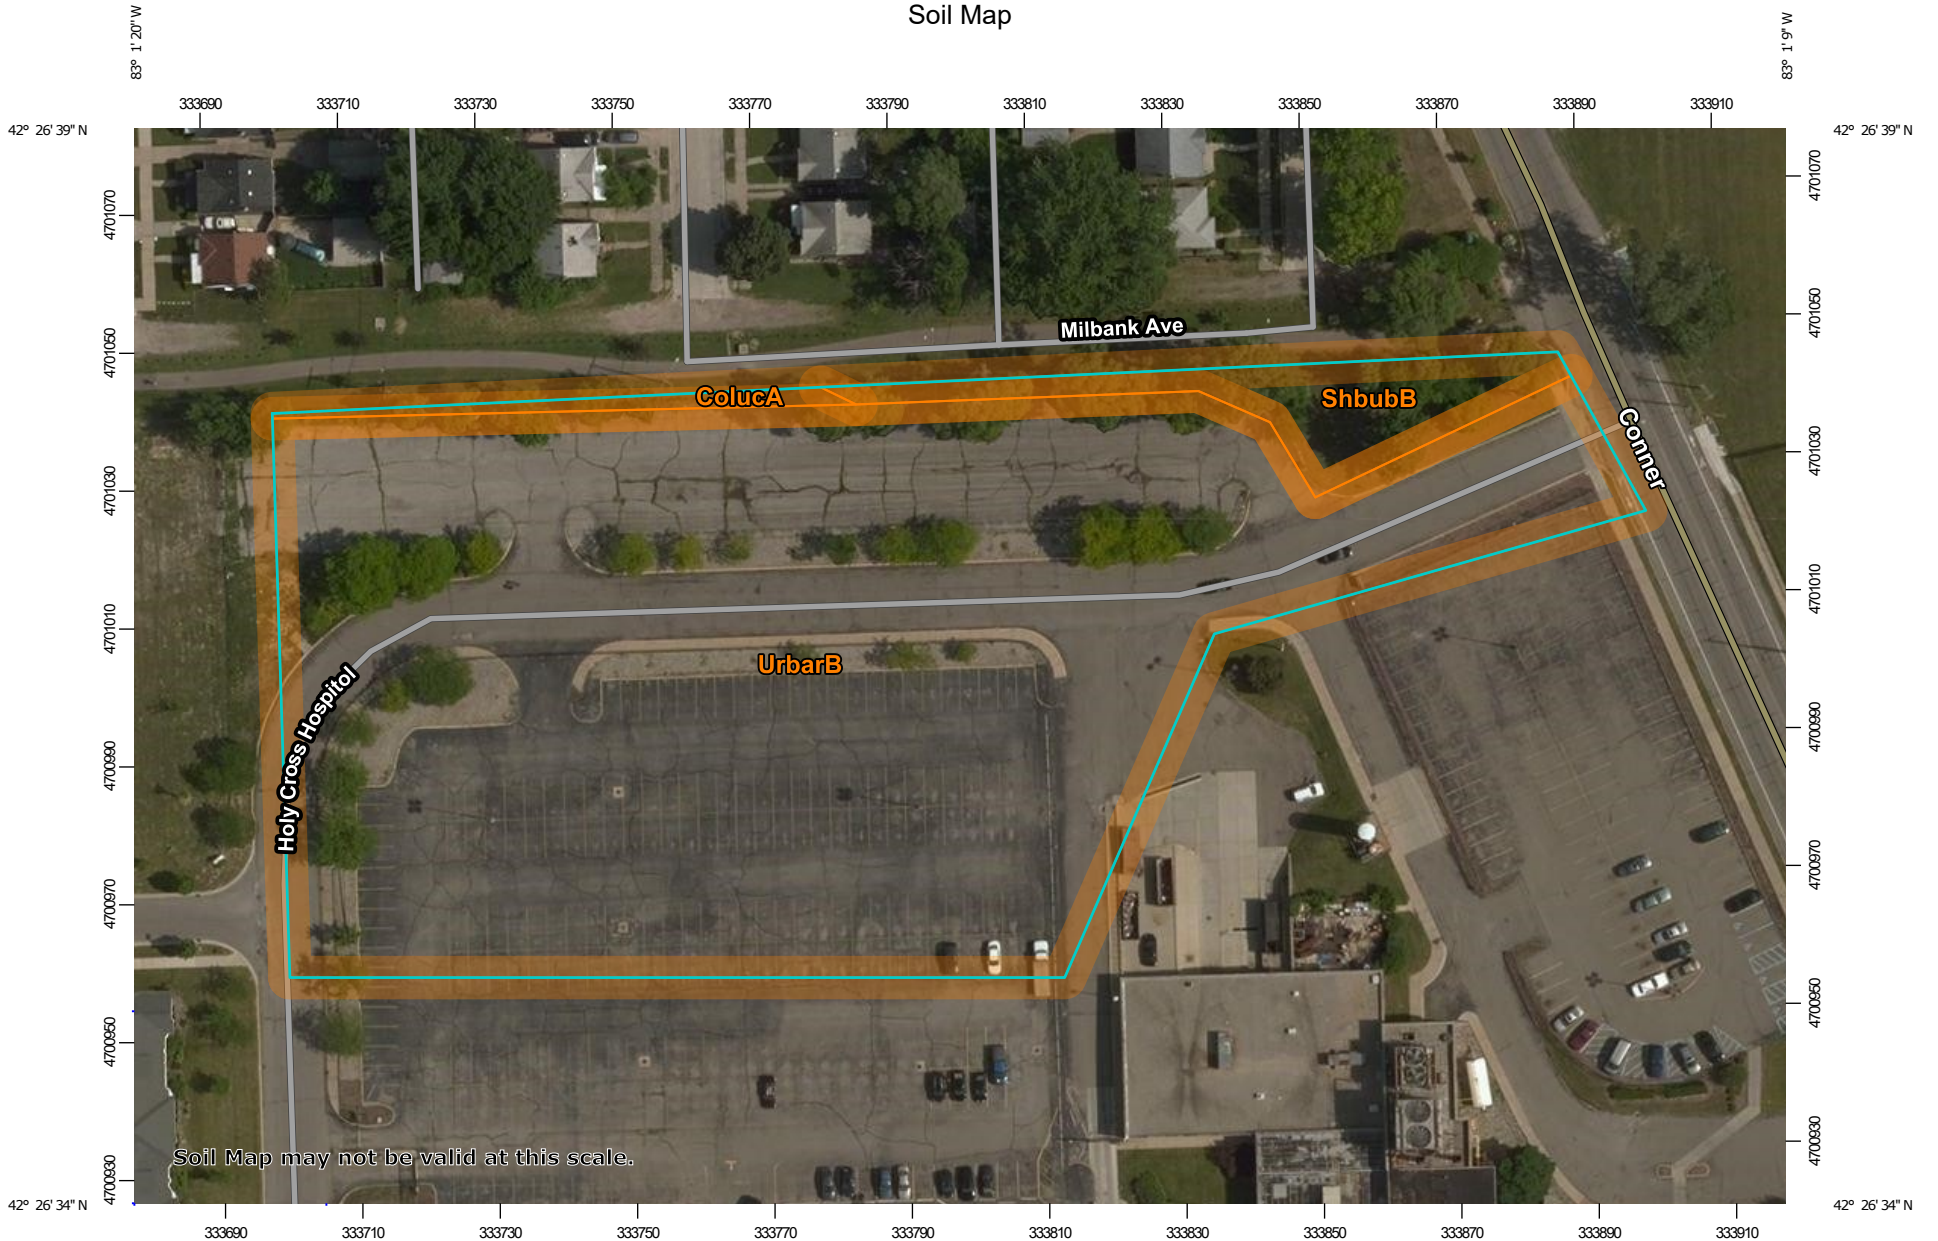 Soil Map
83° 1' 20'' W
83° 1' 9'' W
333690 333710 333730 333750 333770 333790 333810 333830 333850 333870 333890 333910
42° 26' 39'' N
42° 26' 39'' N
4701070
4701070
4701050
4701050
4701030
4701030
4701010
4701010
4700990
4700990
4700970
4700970
4700950
4700950
4700930
4700930
Milbank Ave
ColucA
ShbubB
Conner
UrbarB
Holy Cross Hospitol
Soil Map may not be valid at this scale.
42° 26' 34'' N
42° 26' 34'' N
333690 333710 333730 333750 333770 333790 333810 333830 333850 333870 333890 333910